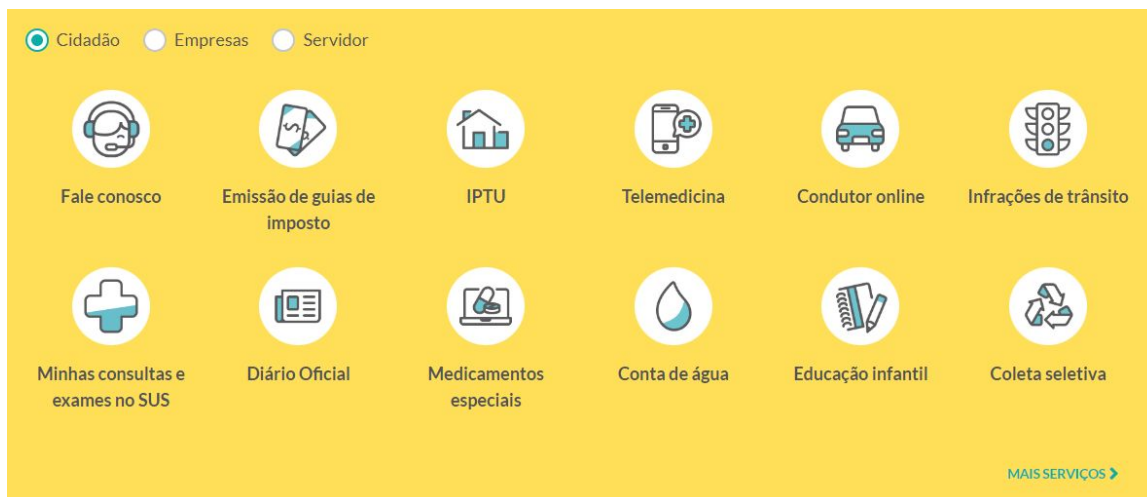 Cidadão Empresas Servidor
Fale conosco
Emissão de guias de
imposto
IPTU
Telemedicina
Condutor online
Infrações de trânsito
Minhas consultas e
exames no SUS
Diário Oficial
Medicamentos
especiais
Conta de água
Educação infantil
Coleta seletiva
MAIS SERVIÇOS